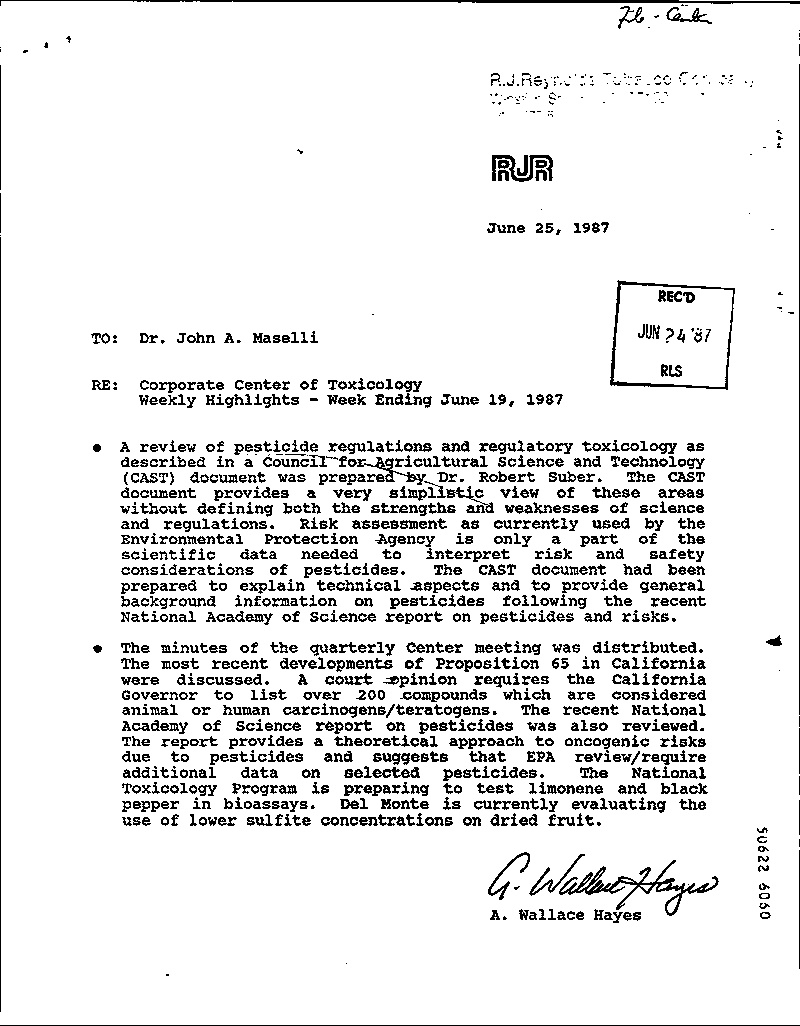 File - Center
R.J. Reynolds Tobacco Company
RJR
June 25, 1987
REC'D
JUN 24 '87
RLS
TO: Dr. John A. Maselli
RE: Corporate Center of Toxicology
Weekly Highlights - Week Ending June 19, 1987
• A review of pesticide regulations and regulatory toxicology as
described in a Council for Agricultural Science and Technology
(CAST) document was prepared by Dr. Robert Suber. The CAST
document provides a very simplistic view of these areas
without defining both the strengths and weaknesses of science
and regulations. Risk assessment as currently used by the
Environmental Protection Agency is only a part of the
scientific data needed to interpret risk and safety
considerations of pesticides. The CAST document had been
prepared to explain technical aspects and to provide general
background information on pesticides following the recent
National Academy of Science report on pesticides and risks.
• The minutes of the quarterly Center meeting was distributed.
The most recent developments of Proposition 65 in California
were discussed. A court opinion requires the California
Governor to list over 200 compounds which are considered
animal or human carcinogens/teratogens. The recent National
Academy of Science report on pesticides was also reviewed.
The report provides a theoretical approach to oncogenic risks
due to pesticides and suggests that EPA review/require
additional data on selected pesticides. The National
Toxicology Program is preparing to test limonene and black
pepper in bioassays. Del Monte is currently evaluating the
use of lower sulfite concentrations on dried fruit.
A. Wallace Hayes
A. Wallace Hayes
50622 6090